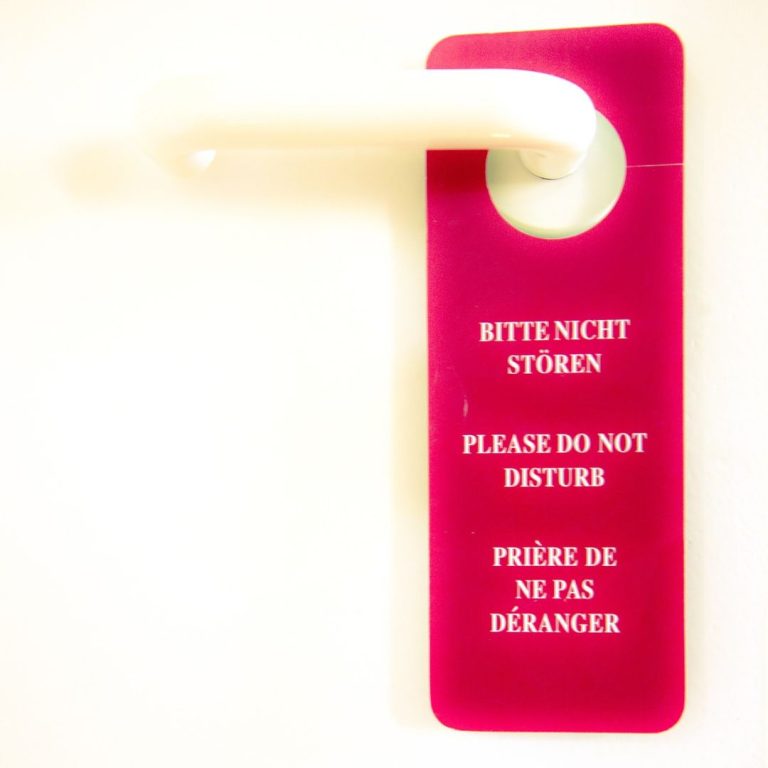 BITTE NICHT
STÖREN
PLEASE DO NOT
DISTURB
PRIÈRE DE
NE PAS
DÉRANGER